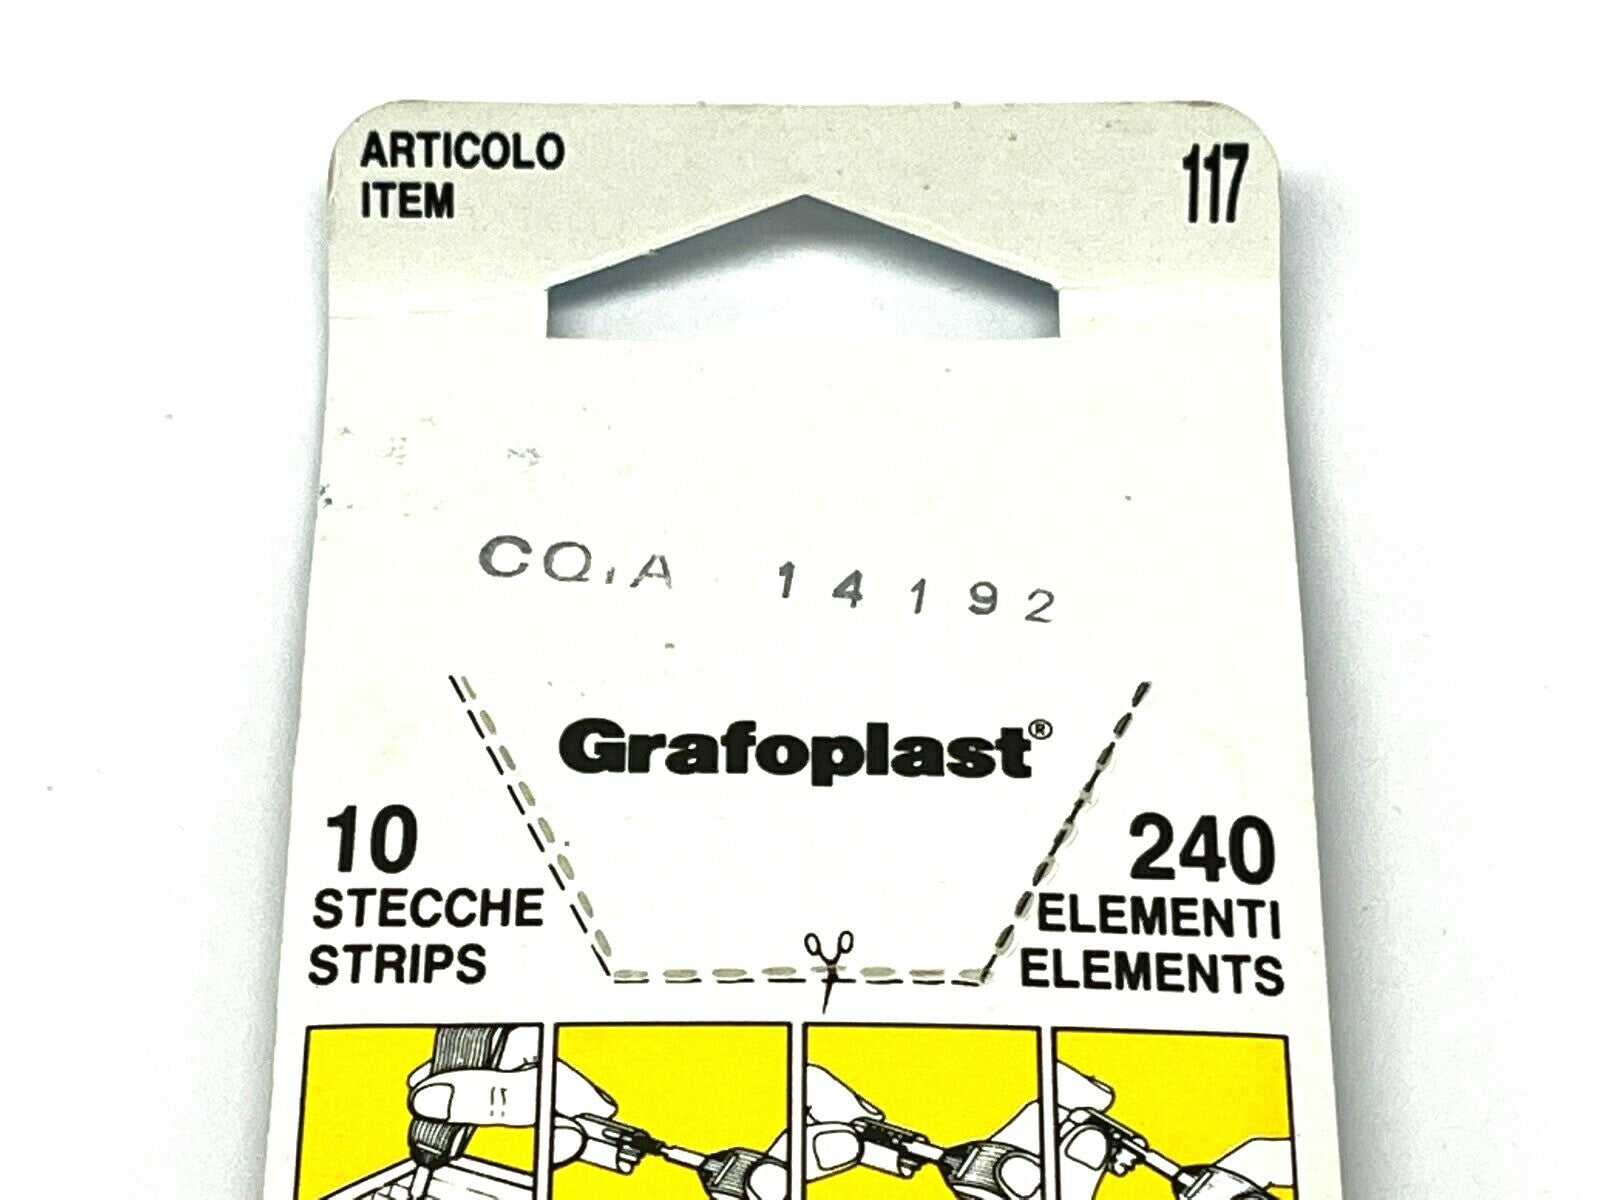 ARTICOLO
ITEM
117
CQ.A 14192
Grafoplast®
10
STECCHE
STRIPS
240
ELEMENTI
ELEMENTS